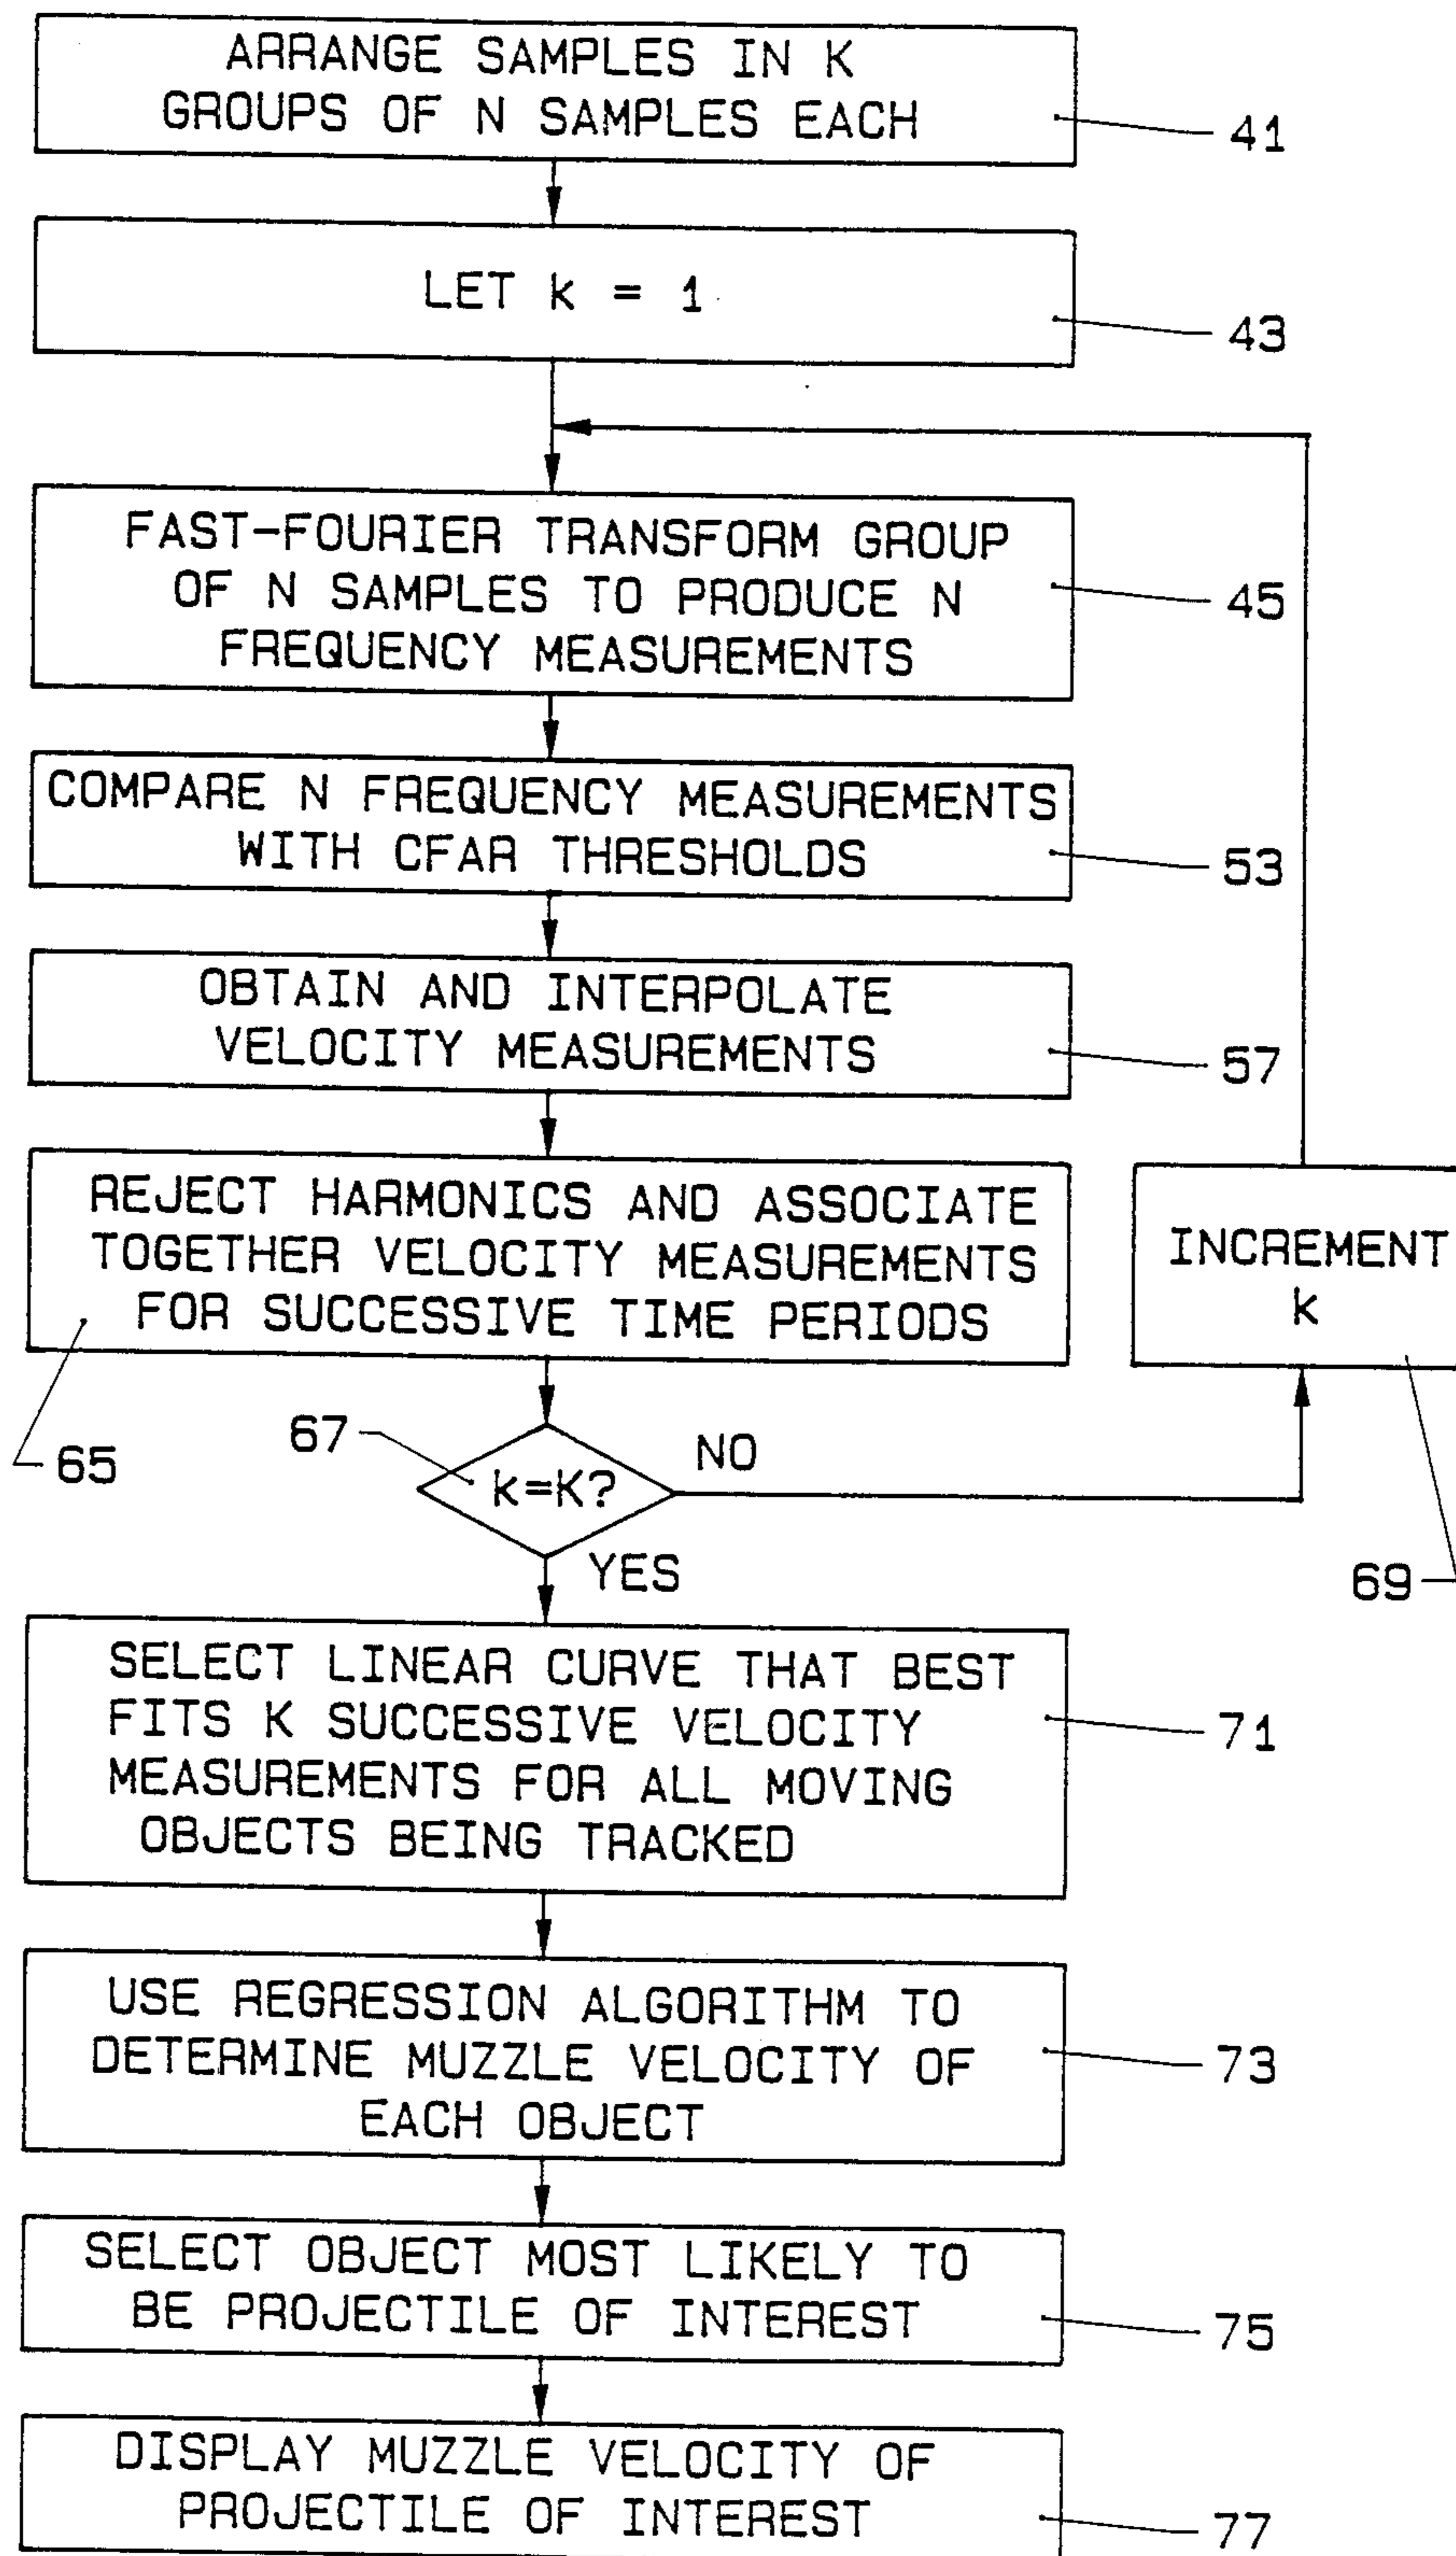 ARRANGE SAMPLES IN K
GROUPS OF N SAMPLES EACH
41
LET k = 1
43
FAST-FOURIER TRANSFORM GROUP
OF N SAMPLES TO PRODUCE N
FREQUENCY MEASUREMENTS
45
COMPARE N FREQUENCY MEASUREMENTS
WITH CFAR THRESHOLDS
53
OBTAIN AND INTERPOLATE
VELOCITY MEASUREMENTS
57
REJECT HARMONICS AND ASSOCIATE
TOGETHER VELOCITY MEASUREMENTS
FOR SUCCESSIVE TIME PERIODS
65
INCREMENT
k
69
67
k=K?
NO
YES
SELECT LINEAR CURVE THAT BEST
FITS K SUCCESSIVE VELOCITY
MEASUREMENTS FOR ALL MOVING
OBJECTS BEING TRACKED
71
USE REGRESSION ALGORITHM TO
DETERMINE MUZZLE VELOCITY OF
EACH OBJECT
73
SELECT OBJECT MOST LIKELY TO
BE PROJECTILE OF INTEREST
75
DISPLAY MUZZLE VELOCITY OF
PROJECTILE OF INTEREST
77